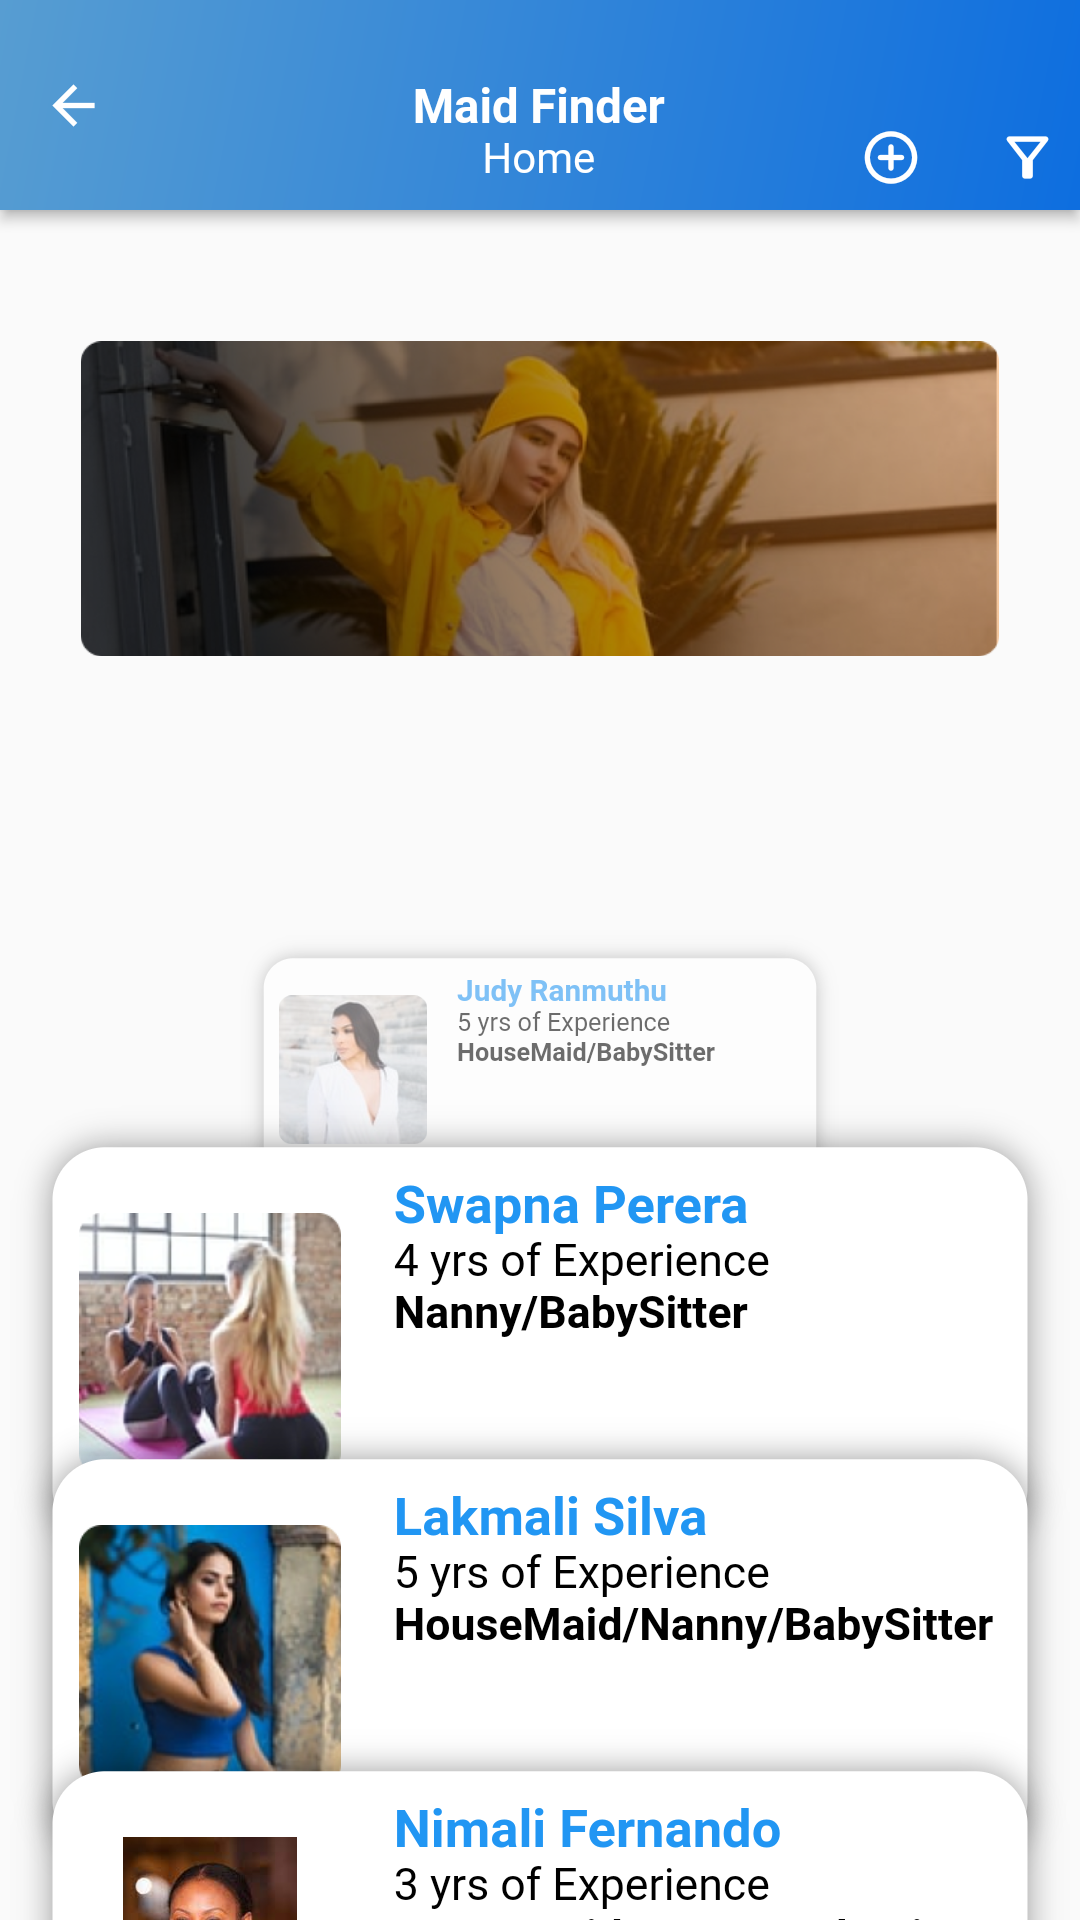 Maid Finder
Home
Judy Ranmuthu
5 yrs of Experience
HouseMaid/BabySitter
Swapna Perera
4 yrs of Experience
Nanny/BabySitter
Lakmali Silva
5 yrs of Experience
HouseMaid/Nanny/BabySitter
Nimali Fernando
3 yrs of Experience